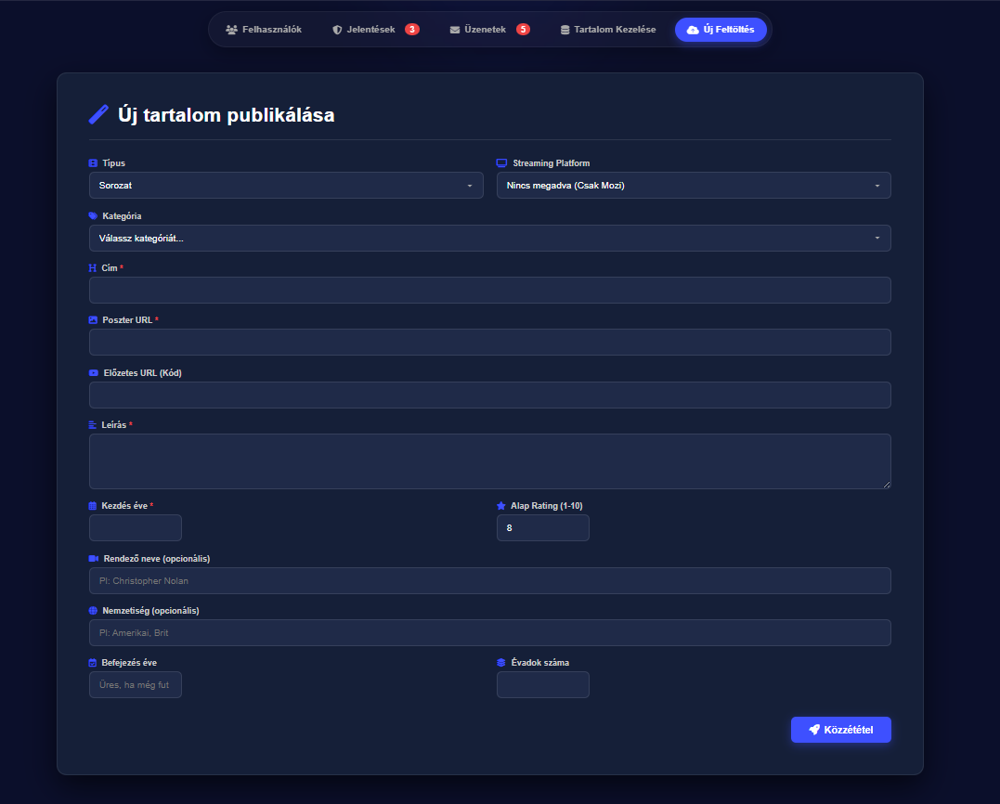 Felhasználók Jelentések 3 Üzenetek 5 Tartalom Kezelése Új Feltöltés
Új tartalom publikálása
Típus Streaming Platform
Sorozat Nincs megadva (Csak Mozi)
Kategória
Válassz kategóriát...
Cím *
Poszter URL *
Előzetes URL (Kód)
Leírás *
Kezdés éve * Alap Rating (1-10)
8
Rendező neve (opcionális)
Pl: Christopher Nolan
Nemzetiség (opcionális)
Pl: Amerikai, Brit
Befejezés éve Évadok száma
Üres, ha még fut
Közzététel